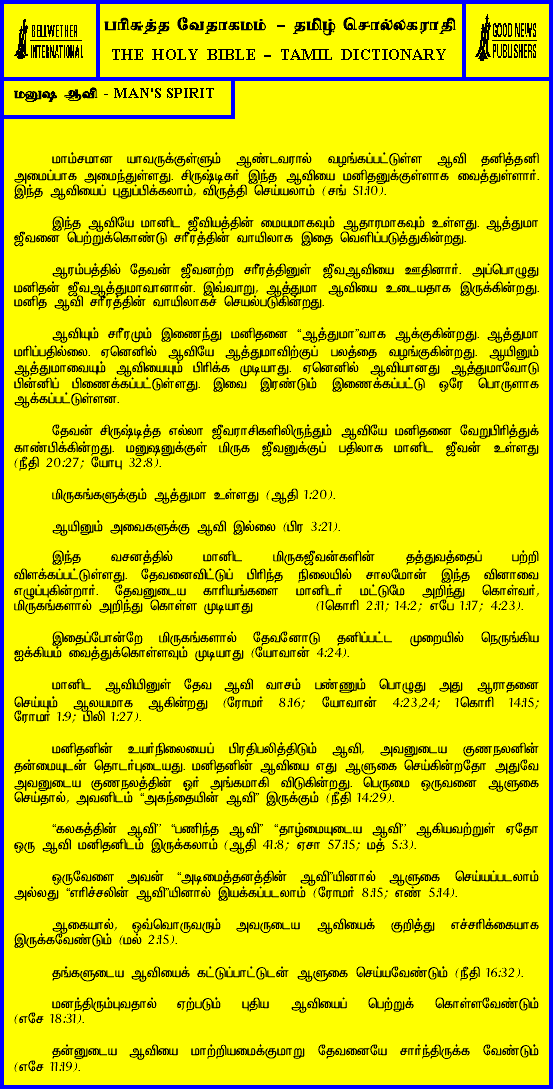 BELLWETHER
INTERNATIONAL
பரிசுத்த வேதாகமம் – தமிழ் சொல்லகராதி
THE HOLY BIBLE – TAMIL DICTIONARY
GOOD NEWS
PUBLISHERS
மனுஷ ஆவி - MAN'S SPIRIT
மாம்சமான யாவருக்குள்ளும் ஆண்டவரால் வழங்கப்பட்டுள்ள ஆவி தனித்தனி
அமைப்பாக அமைந்துள்ளது. சிருஷ்டிகர் இந்த ஆவியை மனிதனுக்குள்ளாக வைத்துள்ளார்.
இந்த ஆவியைப் புதுப்பிக்கலாம், விருத்தி செய்யலாம் (சங் 51:10).
இந்த ஆவியே மானிட ஜீவியத்தின் மையமாகவும் ஆதாரமாகவும் உள்ளது. ஆத்துமா
ஜீவனை பெற்றுக்கொண்டு சரீரத்தின் வாயிலாக இதை வெளிப்படுத்துகின்றது.
ஆரம்பத்தில் தேவன் ஜீவனற்ற சரீரத்தினுள் ஜீவஆவியை ஊதினார். அப்பொழுது
மனிதன் ஜீவஆத்துமாவானான். இவ்வாறு, ஆத்துமா ஆவியை உடையதாக இருக்கின்றது.
மனித ஆவி சரீரத்தின் வாயிலாகச் செயல்படுகின்றது.
ஆவியும் சரீரமும் இணைந்து மனிதனை “ஆத்துமா”வாக ஆக்குகின்றது. ஆத்துமா
மரிப்பதில்லை. ஏனெனில் ஆவியே ஆத்துமாவிற்குப் பலத்தை வழங்குகின்றது. ஆயினும்
ஆத்துமாவையும் ஆவியையும் பிரிக்க முடியாது. ஏனெனில் ஆவியானது ஆத்துமாவோடு
பின்னிப் பிணைக்கப்பட்டுள்ளது. இவை இரண்டும் இணைக்கப்பட்டு ஒரே பொருளாக
ஆக்கப்பட்டுள்ளன.
தேவன் சிருஷ்டித்த எல்லா ஜீவராசிகளிலிருந்தும் ஆவியே மனிதனை வேறுபிரித்துக்
காண்பிக்கின்றது. மனுஷனுக்குள் மிருக ஜீவனுக்குப் பதிலாக மானிட ஜீவன் உள்ளது
(நீதி 20:27; யோபு 32:8).
மிருகங்களுக்கும் ஆத்துமா உள்ளது (ஆதி 1:20).
ஆயினும் அவைகளுக்கு ஆவி இல்லை (பிர 3:21).
இந்த வசனத்தில் மானிட மிருகஜீவன்களின் தத்துவத்தைப் பற்றி
விளக்கப்பட்டுள்ளது. தேவனைவிட்டுப் பிரிந்த நிலையில் சாலமோன் இந்த வினாவை
எழுப்புகின்றார். தேவனுடைய காரியங்களை மானிடர் மட்டுமே அறிந்து கொள்வர்,
மிருகங்களால் அறிந்து கொள்ள முடியாது (1கொரி 2:11; 14:2; எபே 1:17; 4:23).
இதைப்போன்றே மிருகங்களால் தேவனோடு தனிப்பட்ட முறையில் நெருங்கிய
ஐக்கியம் வைத்துக்கொள்ளவும் முடியாது (யோவான் 4:24).
மானிட ஆவியினுள் தேவ ஆவி வாசம் பண்ணும் பொழுது அது ஆராதனை
செய்யும் ஆலயமாக ஆகின்றது (ரோமர் 8:16; யோவான் 4:23,24; 1கொரி 14:15;
ரோமர் 1:9; பிலி 1:27).
மனிதனின் உயர்நிலையைப் பிரதிபலித்திடும் ஆவி, அவனுடைய குணநலனின்
தன்மையுடன் தொடர்புடையது. மனிதனின் ஆவியை எது ஆளுகை செய்கின்றதோ அதுவே
அவனுடைய குணநலத்தின் ஓர் அங்கமாகி விடுகின்றது. பெருமை ஒருவனை ஆளுகை
செய்தால், அவனிடம் “அகந்தையின் ஆவி” இருக்கும் (நீதி 14:29).
“கலகத்தின் ஆவி” “பணிந்த ஆவி” “தாழ்மையுடைய ஆவி” ஆகியவற்றுள் ஏதோ
ஒரு ஆவி மனிதனிடம் இருக்கலாம் (ஆதி 41:8; ஏசா 57:15; மத் 5:3).
ஒருவேளை அவன் “அடிமைத்தனத்தின் ஆவி”யினால் ஆளுகை செய்யப்படலாம்
அல்லது “எரிச்சலின் ஆவி”யினால் இயக்கப்படலாம் (ரோமர் 8:15; எண் 5:14).
ஆகையால், ஒவ்வொருவரும் அவருடைய ஆவியைக் குறித்து எச்சரிக்கையாக
இருக்கவேண்டும் (மல் 2:15).
தங்களுடைய ஆவியைக் கட்டுப்பாட்டுடன் ஆளுகை செய்யவேண்டும் (நீதி 16:32).
மனந்திரும்புவதால் ஏற்படும் புதிய ஆவியைப் பெற்றுக் கொள்ளவேண்டும்
(எசே 18:31).
தன்னுடைய ஆவியை மாற்றியமைக்குமாறு தேவனையே சார்ந்திருக்க வேண்டும்
(எசே 11:19).